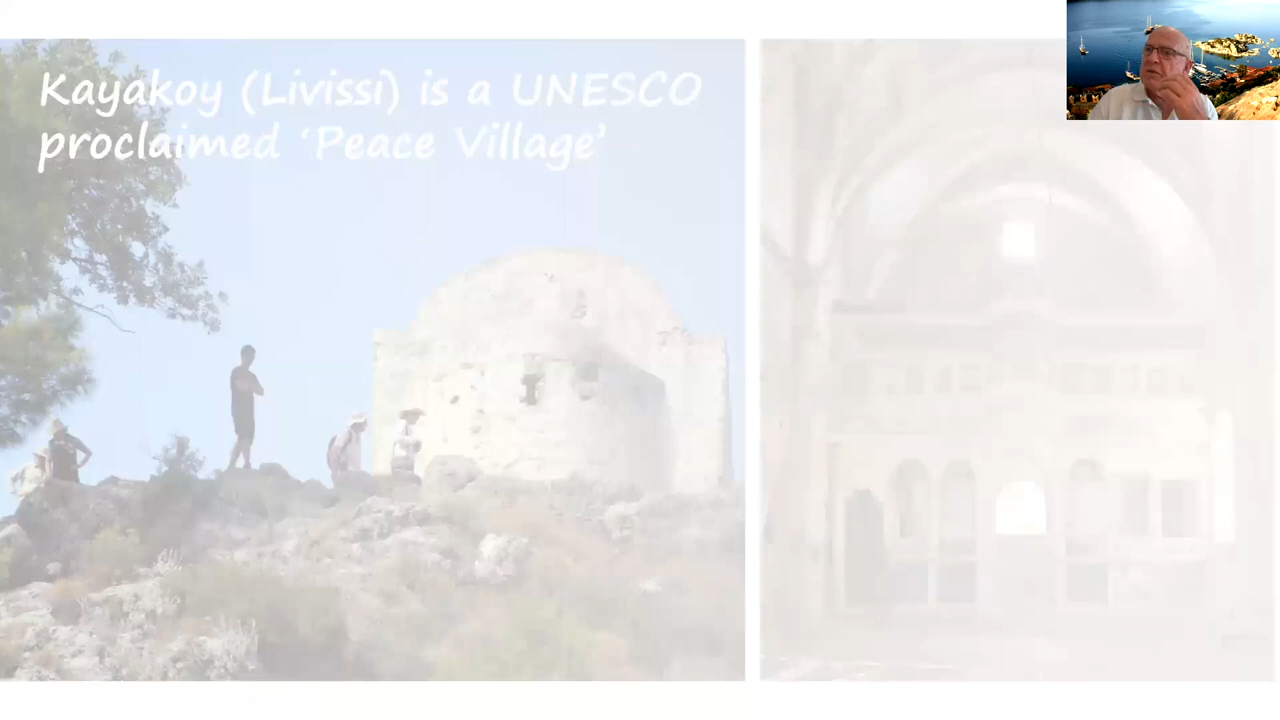 Kayakoy (Livissi) is a UNESCO
proclaimed ‘Peace Village’